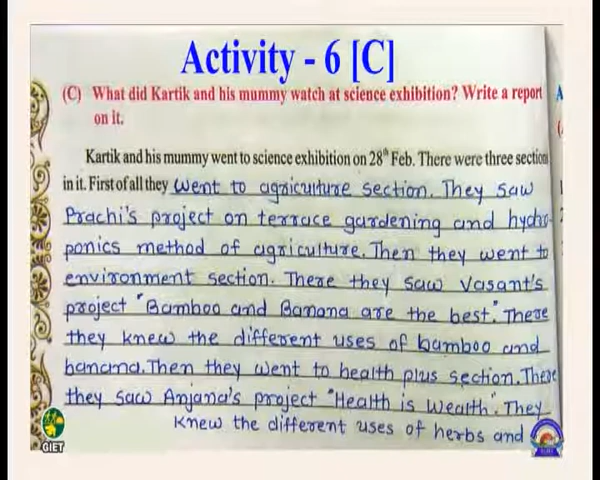 Activity - 6 [C]
(C) What did Kartik and his mummy watch at science exhibition? Write a report
on it.
Kartik and his mummy went to science exhibition on 28th Feb. There were three section
in it. First of all they went to agriculture section. They saw
Prachi's project on terrace gardening and hydro-
ponics method of agriculture. Then they went to
environment section. There they saw Vasant's
project "Bamboo and Banana are the best." There
they knew the different uses of bamboo and
banana. Then they went to health plus section. There
they saw Anjana's project "Health is Wealth". They
knew the different uses of herbs and
GIET